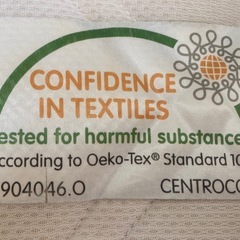 CONFIDENCE
IN TEXTILES
ested for harmful substance
ccording to Oeko-Tex® Standard 10
904046.O
CENTROCO